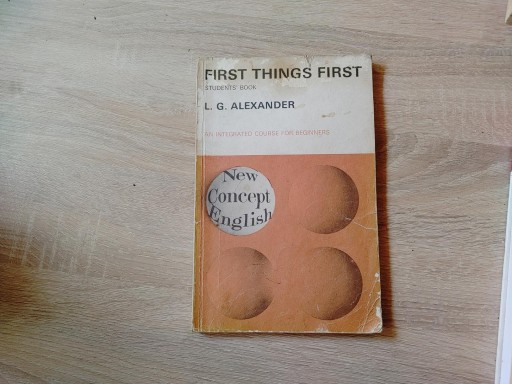 FIRST THINGS FIRST
STUDENTS' BOOK
L. G. ALEXANDER
AN INTEGRATED COURSE FOR BEGINNERS
New
Concept
English